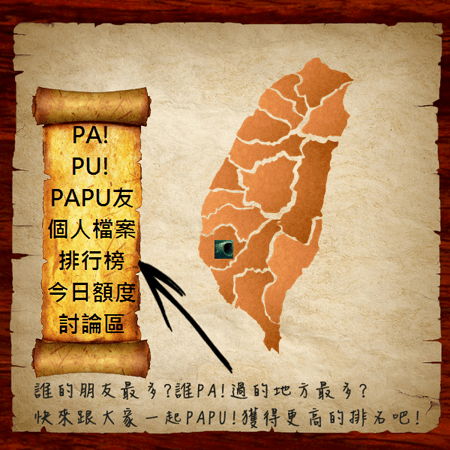 PA!
PU!
PAPU友
個人檔案
排行榜
今日額度
討論區
誰的朋友最多?誰PA!過的地方最多?
快來跟大家一起PAPU!獲得更高的排名吧!